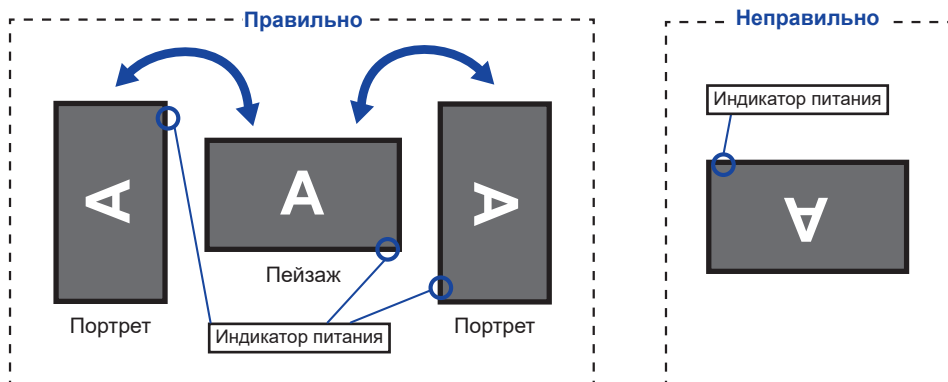 Правильно
A
A
A
Пейзаж
Портрет
Индикатор питания
Портрет
Неправильно
Индикатор питания
A